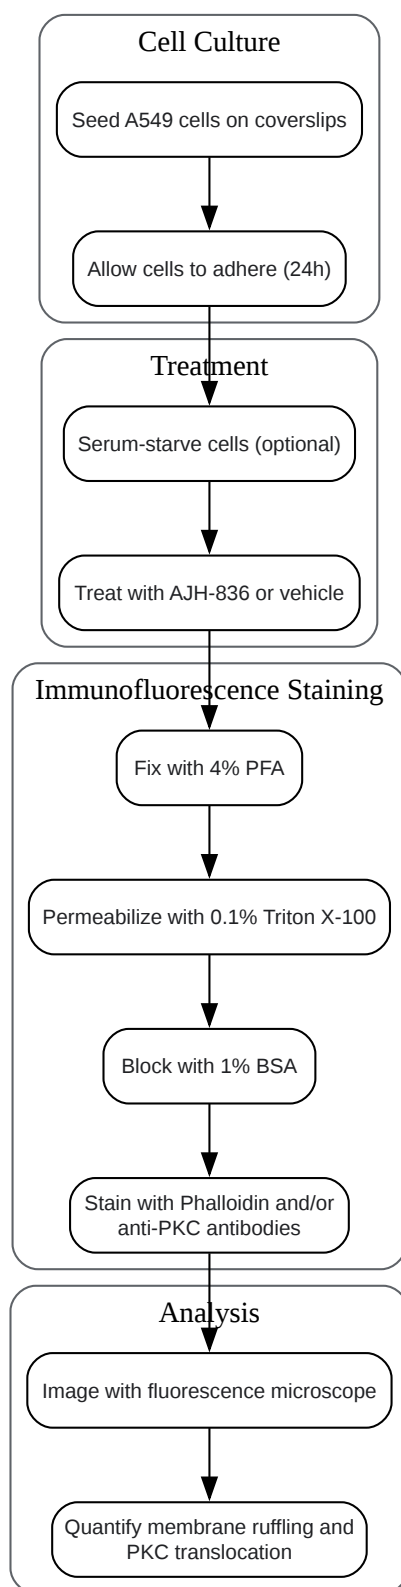 Cell Culture
Seed A549 cells on coverslips
Allow cells to adhere (24h)
Treatment
Serum-starve cells (optional)
Treat with AJH-836 or vehicle
Immunofluorescence Staining
Fix with 4% PFA
Permeabilize with 0.1% Triton X-100
Block with 1% BSA
Stain with Phalloidin and/or
anti-PKC antibodies
Analysis
Image with fluorescence microscope
Quantify membrane ruffling and
PKC translocation